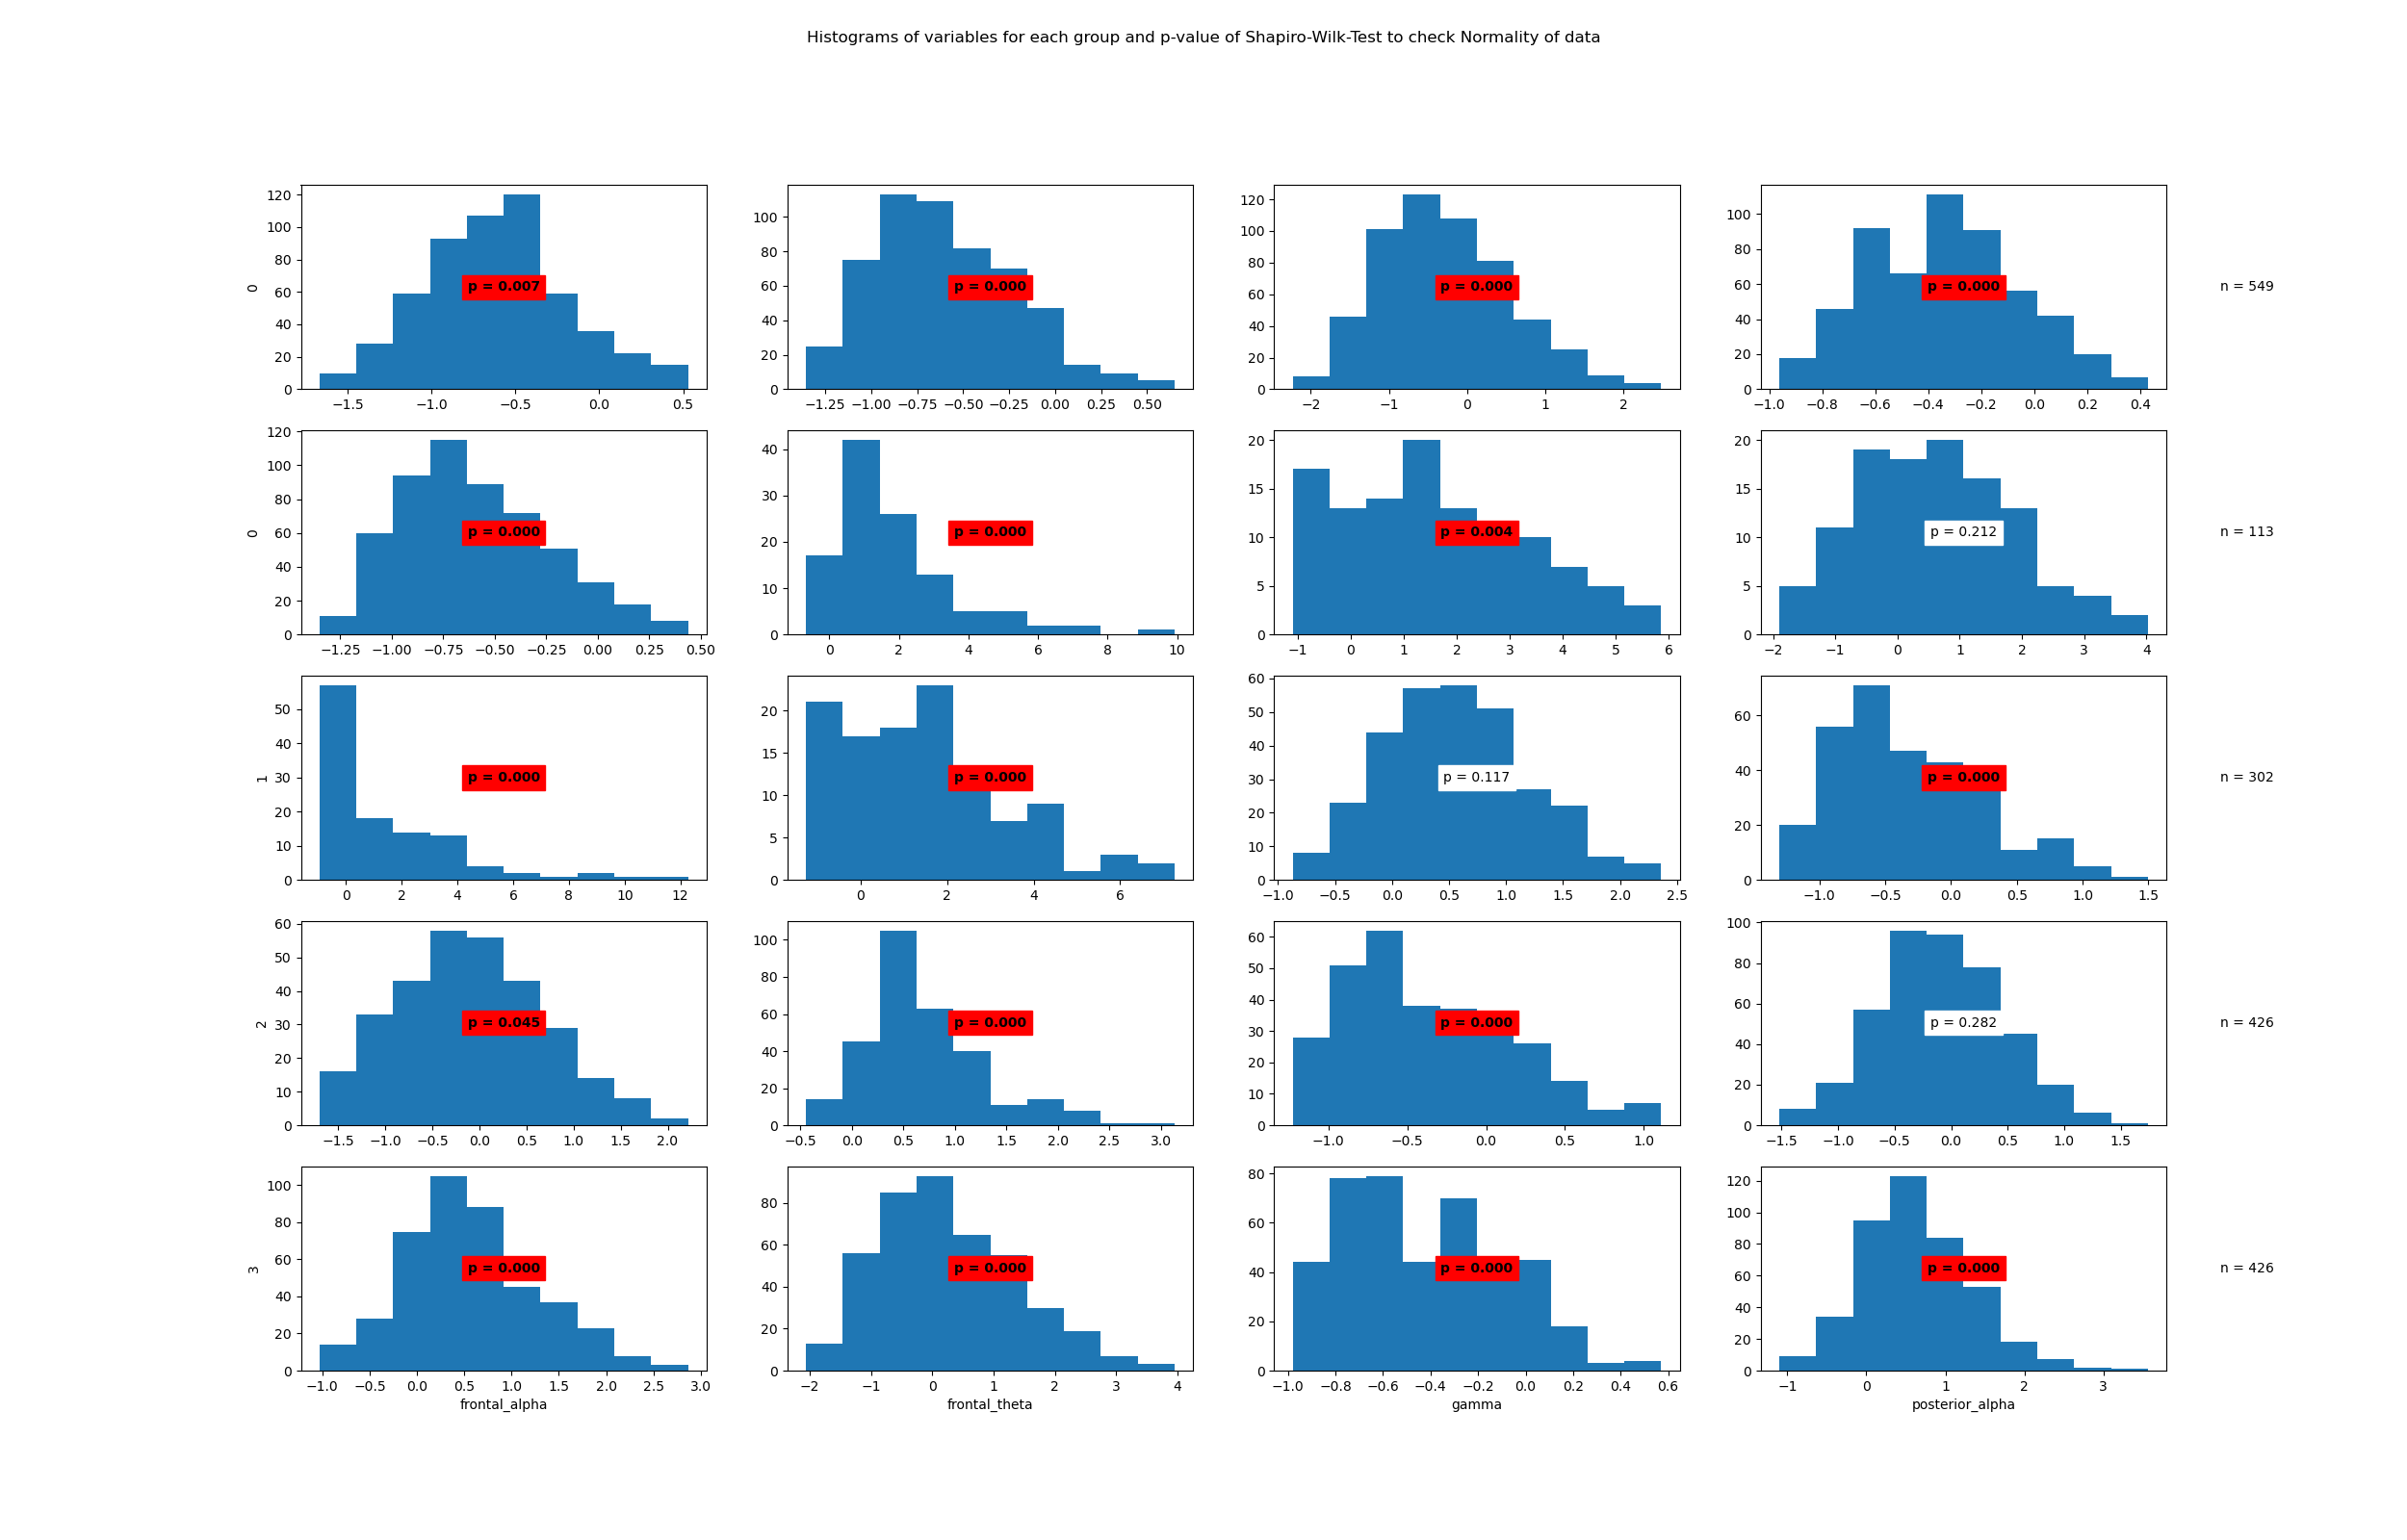 Histograms of variables for each group and p-value of Shapiro-Wilk-Test to check Normality of data
0
120
100
80
60
40
20
0
p = 0.007
−1.5 −1.0 −0.5 0.0 0.5
100
80
60
40
20
0
p = 0.000
−1.25 −1.00 −0.75 −0.50 −0.25 0.00 0.25 0.50
120
100
80
60
40
20
0
p = 0.000
−2 −1 0 1 2
100
80
60
40
20
0
p = 0.000
−1.0 −0.8 −0.6 −0.4 −0.2 0.0 0.2 0.4
n = 549
0
120
100
80
60
40
20
0
p = 0.000
−1.25 −1.00 −0.75 −0.50 −0.25 0.00 0.25 0.50
40
30
20
10
0
p = 0.000
0 2 4 6 8 10
20
15
10
5
0
p = 0.004
−1 0 1 2 3 4 5 6
20
15
10
5
0
p = 0.212
−2 −1 0 1 2 3 4
n = 113
1
50
40
30
20
10
0
p = 0.000
0 2 4 6 8 10 12
20
15
10
5
0
p = 0.000
0 2 4 6
60
50
40
30
20
10
0
p = 0.117
−1.0 −0.5 0.0 0.5 1.0 1.5 2.0 2.5
60
40
20
0
p = 0.000
−1.0 −0.5 0.0 0.5 1.0 1.5
n = 302
2
60
50
40
30
20
10
0
p = 0.045
−1.5 −1.0 −0.5 0.0 0.5 1.0 1.5 2.0
100
80
60
40
20
0
p = 0.000
−0.5 0.0 0.5 1.0 1.5 2.0 2.5 3.0
60
50
40
30
20
10
0
p = 0.000
−1.0 −0.5 0.0 0.5 1.0
100
80
60
40
20
0
p = 0.282
−1.5 −1.0 −0.5 0.0 0.5 1.0 1.5
n = 426
3
100
80
60
40
20
0
p = 0.000
−1.0 −0.5 0.0 0.5 1.0 1.5 2.0 2.5 3.0
frontal_alpha
80
60
40
20
0
p = 0.000
−2 −1 0 1 2 3 4
frontal_theta
80
60
40
20
0
p = 0.000
−1.0 −0.8 −0.6 −0.4 −0.2 0.0 0.2 0.4 0.6
gamma
120
100
80
60
40
20
0
p = 0.000
−1 0 1 2 3
posterior_alpha
n = 426